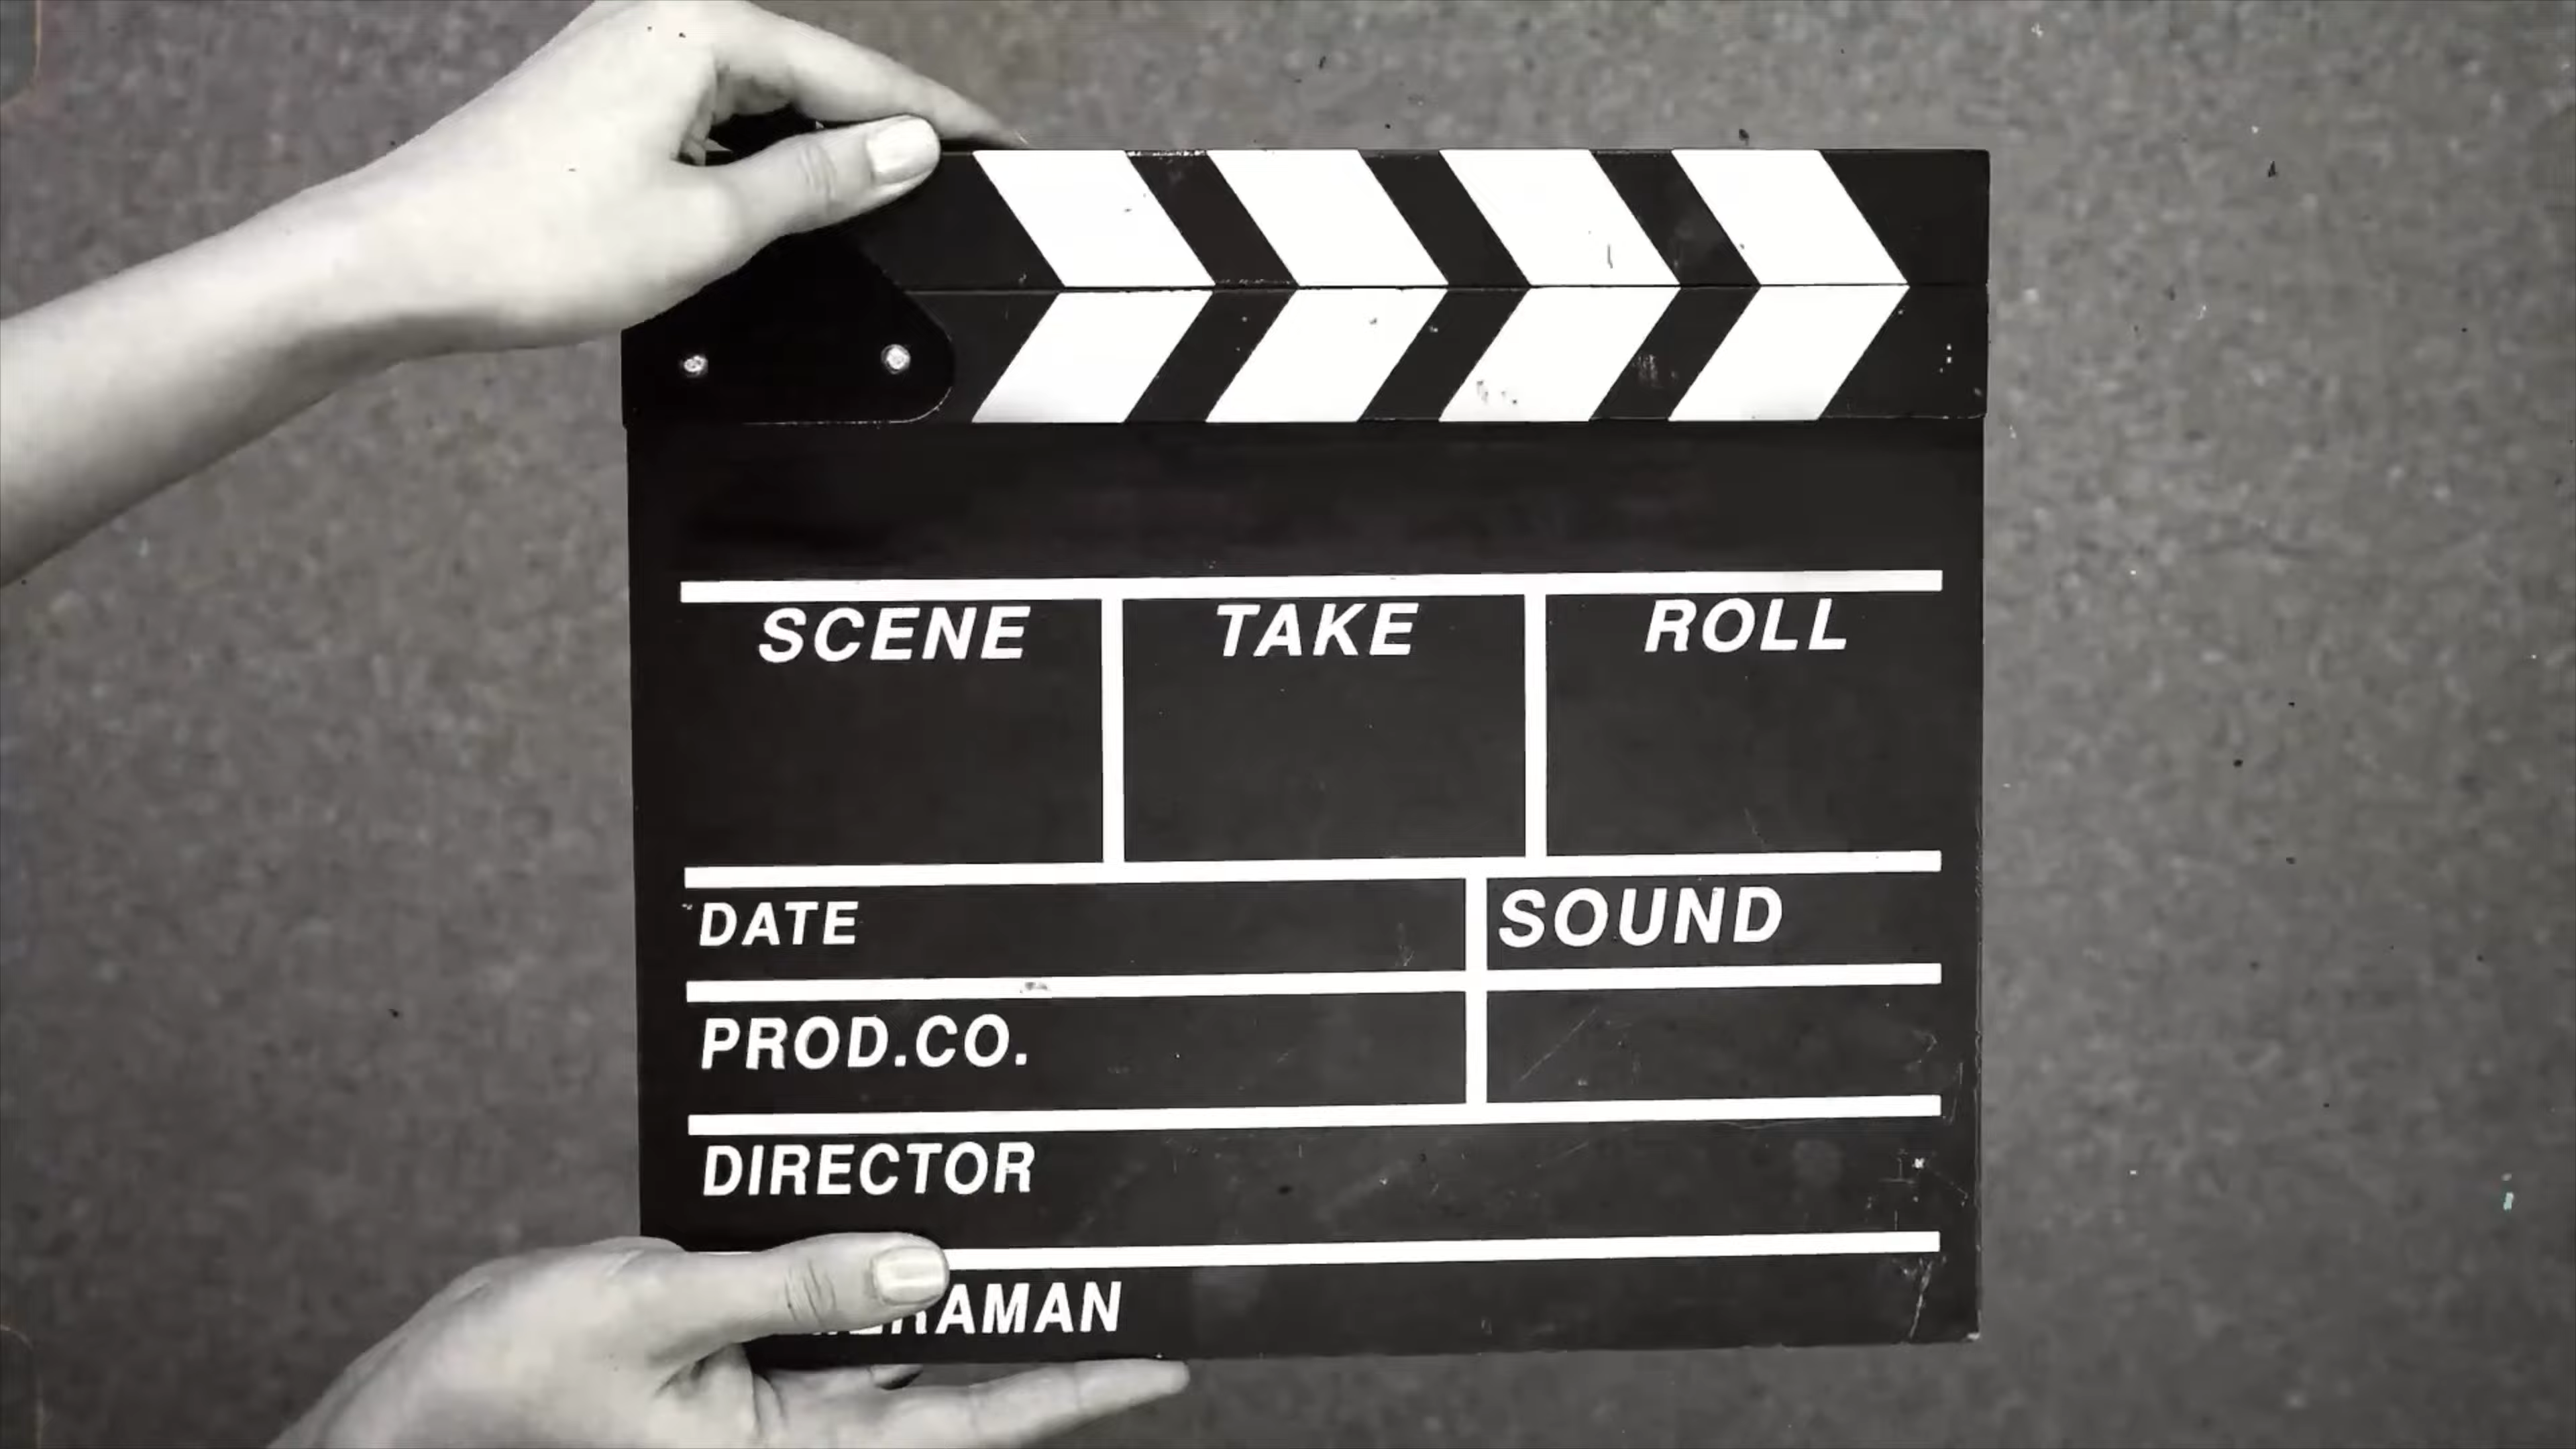 SCENE TAKE ROLL
DATE SOUND
PROD.CO.
DIRECTOR